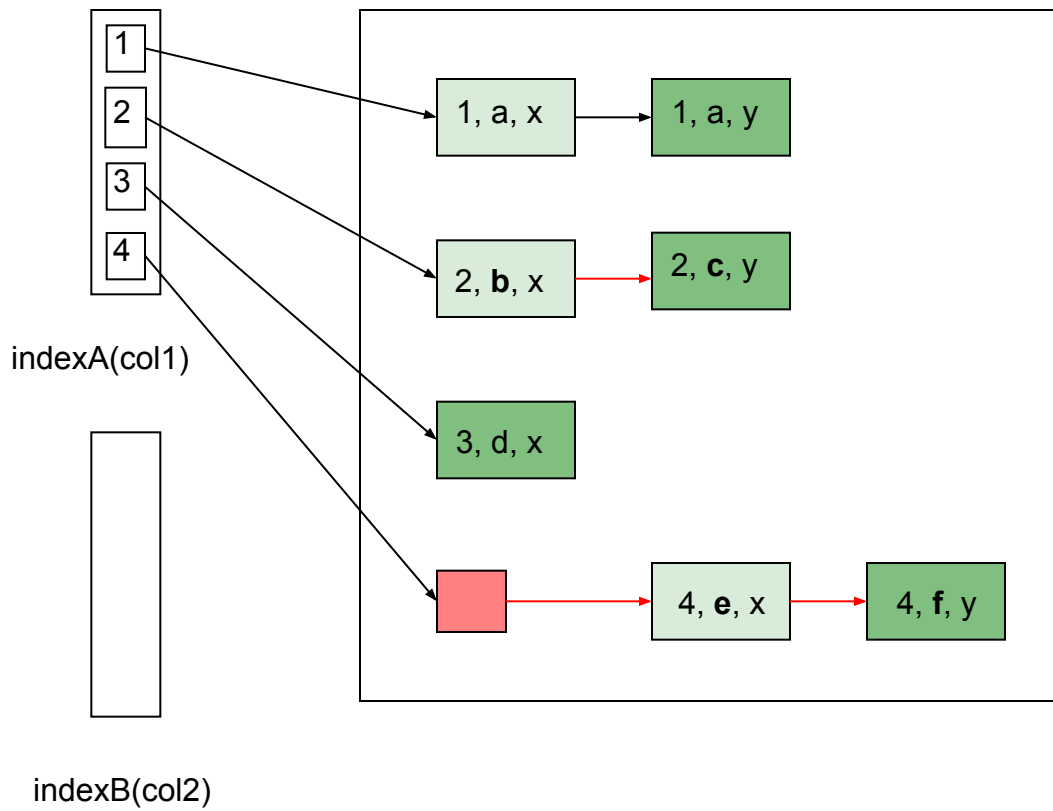 1
2
3
4
indexA(col1)
indexB(col2)
1, a, x
1, a, y
2, b, x
2, c, y
3, d, x
4, e, x
4, f, y